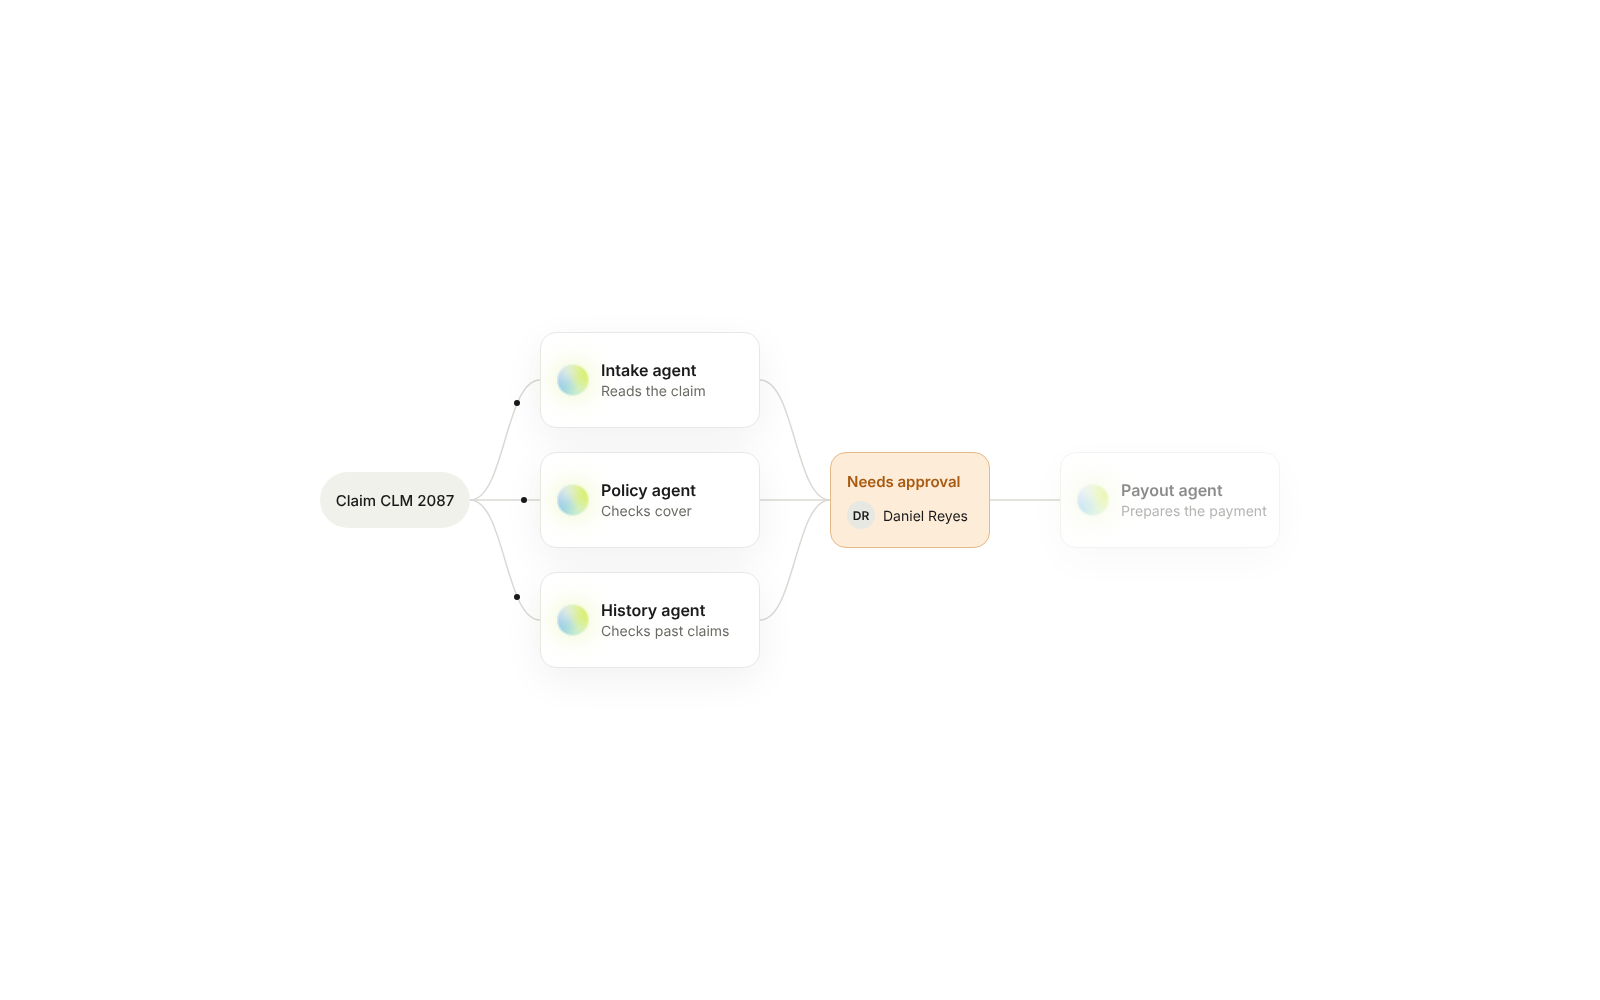 Claim CLM 2087
Intake agent
Reads the claim
Policy agent
Checks cover
History agent
Checks past claims
Needs approval
DR Daniel Reyes
Payout agent
Prepares the payment